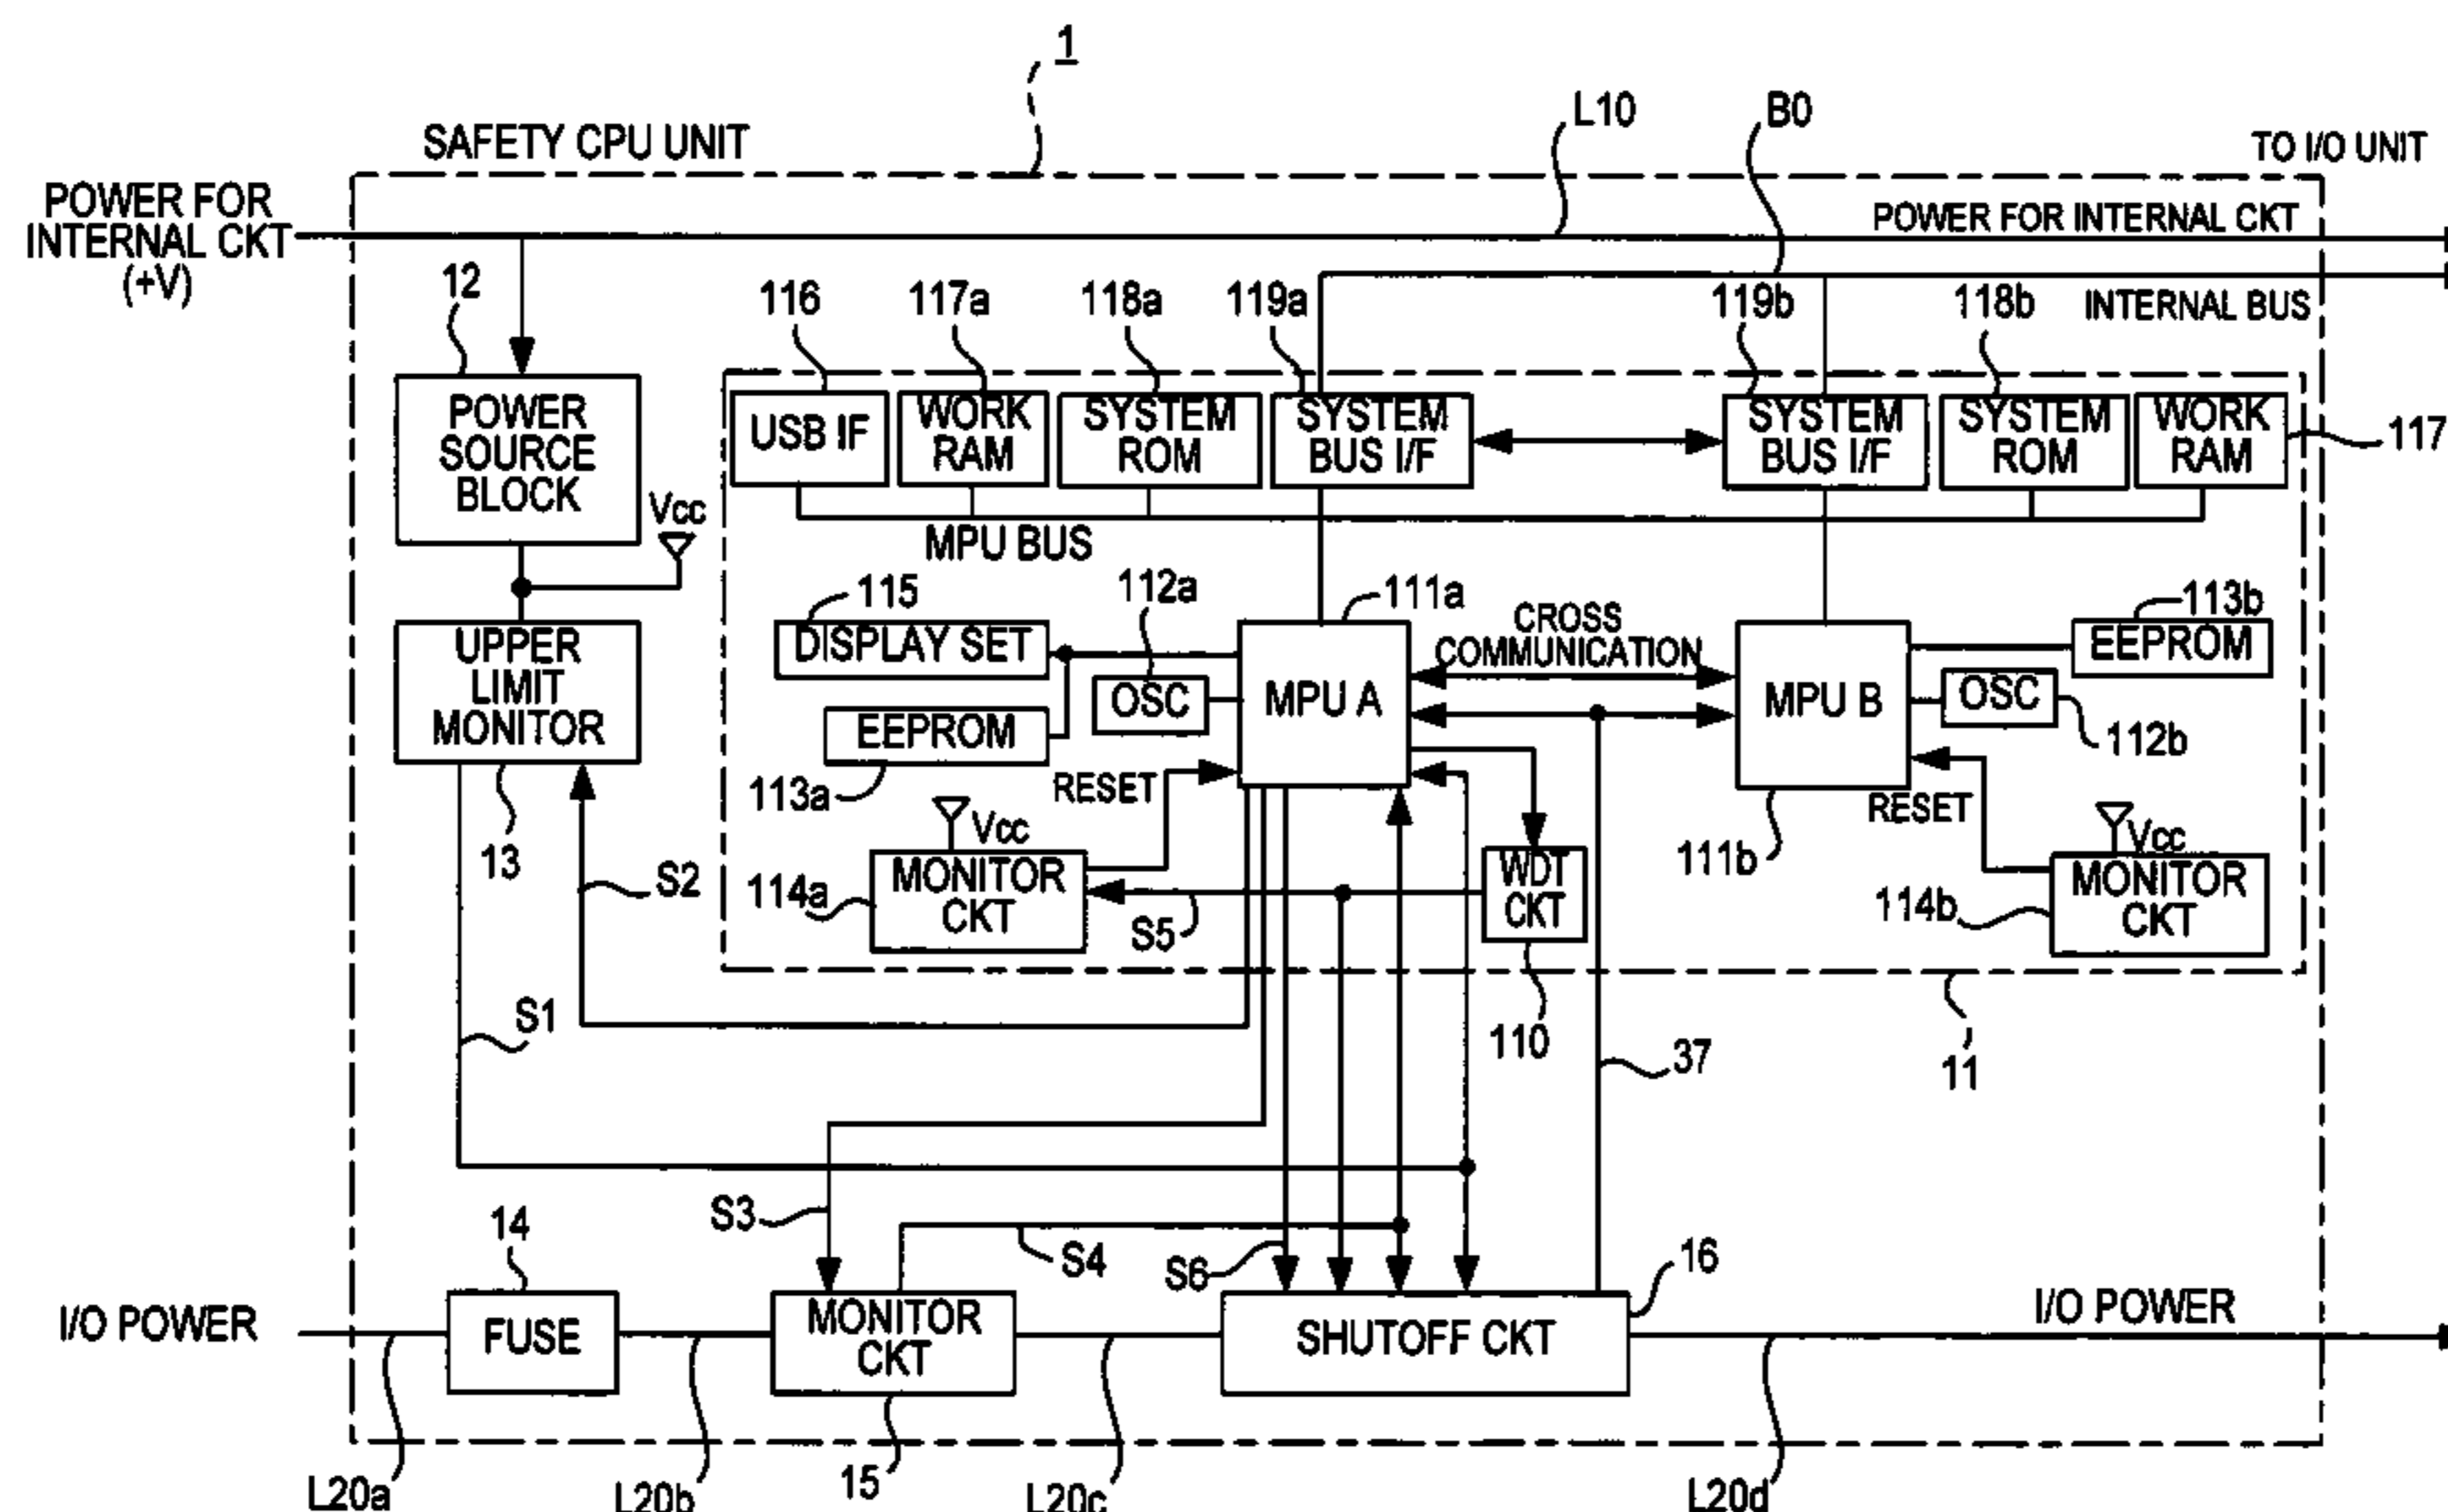 1
L10
B0
SAFETY CPU UNIT
TO I/O UNIT
POWER FOR
INTERNAL CKT
(+V)
POWER FOR INTERNAL CKT
INTERNAL BUS
12
116
117a
118a
119a
119b
118b
POWER
SOURCE
BLOCK
USB IF
WORK
RAM
SYSTEM
ROM
SYSTEM
BUS I/F
SYSTEM
BUS I/F
SYSTEM
ROM
WORK
RAM
117
Vcc
MPU BUS
115
112a
111a
CROSS
COMMUNICATION
113b
UPPER
LIMIT
MONITOR
DISPLAY SET
OSC
EEPROM
MPU A
MPU B
EEPROM
OSC
112b
113a
RESET
RESET
111b
13
S2
Vcc
MONITOR
CKT
114a
S5
WDT
CKT
Vcc
MONITOR
CKT
114b
S1
110
37
11
S3
S4
S6
14
16
I/O POWER
FUSE
MONITOR
CKT
SHUTOFF CKT
I/O POWER
L20a
L20b
15
L20c
L20d